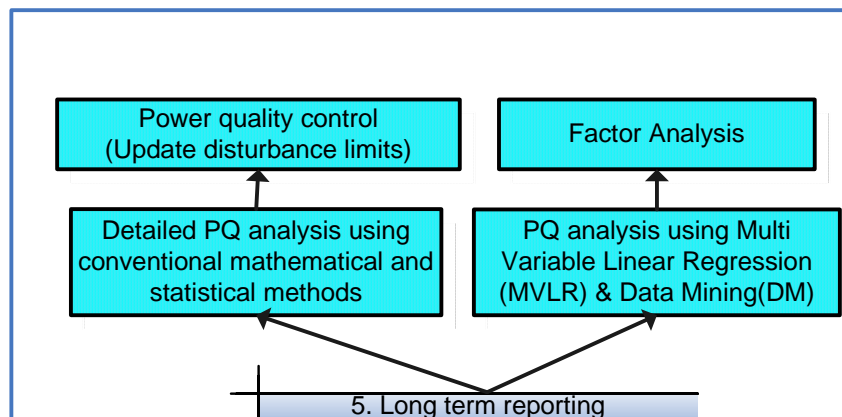 Power quality control
(Update disturbance limits)
Factor Analysis
Detailed PQ analysis using
conventional mathematical and
statistical methods
PQ analysis using Multi
Variable Linear Regression
(MVLR) & Data Mining(DM)
5. Long term reporting